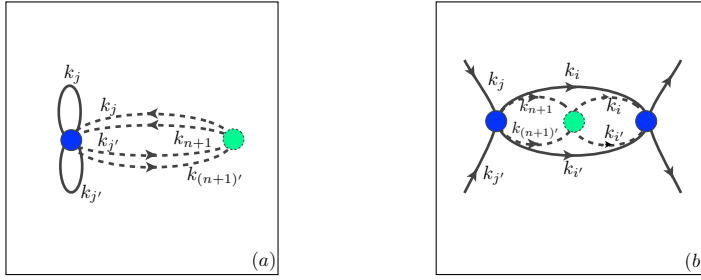 k_j
k_j
k_{j'}
k_{n+1}
k_{(n+1)'}
k_{j'}
(a)
k_j
k_i
k_{n+1}
k_i
k_{(n+1)'}
k_{i'}
k_{j'}
k_{i'}
(b)